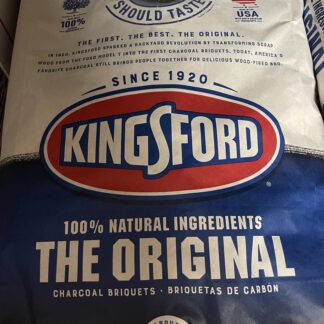 SHOULD TASTE
100%
USA
THE FIRST. THE BEST. THE ORIGINAL.
IN 1920, KINGSFORD SPARKED A BACKYARD REVOLUTION BY TRANSFORMING SCRAP
WOOD FROM THE FORD MODEL T INTO THE FIRST CHARCOAL BRIQUETS. TODAY, AMERICA'S
FAVORITE CHARCOAL STILL BRINGS PEOPLE TOGETHER FOR DELICIOUS WOOD-FIRED BBQ.
SINCE 1920
KINGSFORD®
100% NATURAL INGREDIENTS
THE ORIGINAL
CHARCOAL BRIQUETS · BRIQUETAS DE CARBÓN